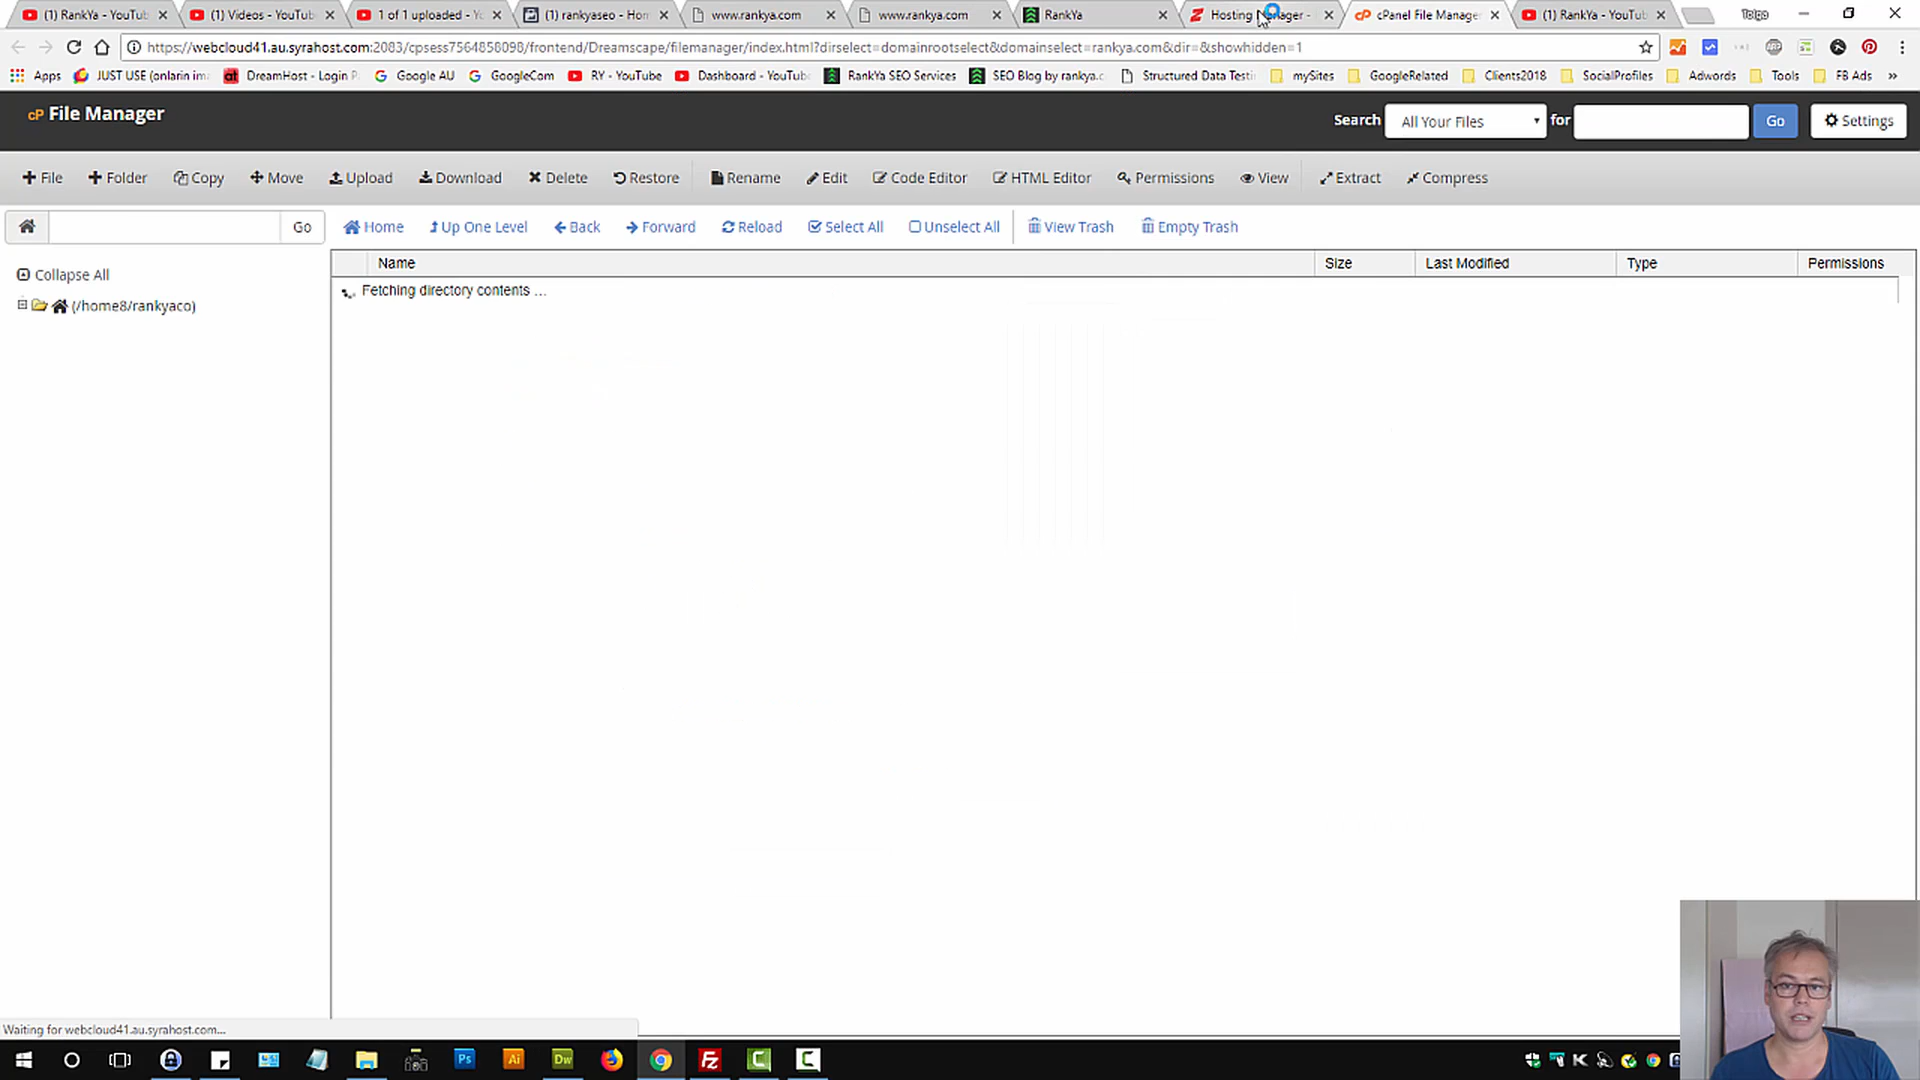 (1) RankYa - YouTub
(1) Videos - YouTub
1 of 1 uploaded - Y
(1) rankyaseo - Hom
www.rankya.com
www.rankya.com
RankYa
Hosting Manager -
cPanel File Manager
(1) RankYa - YouTub
Tolga
https://webcloud41.au.syrahost.com:2083/cpsess7564858098/frontend/Dreamscape/filemanager/index.html?dirselect=domainrootselect&domainselect=rankya.com&dir=&showhidden=1
Apps
JUST USE (onlarin im
DreamHost - Login P
Google AU
GoogleCom
RY - YouTube
Dashboard - YouTub
RankYa SEO Services
SEO Blog by rankya.c
Structured Data Testi
mySites
GoogleRelated
Clients2018
SocialProfiles
Adwords
Tools
FB Ads
»
cP File Manager
Search
All Your Files
for
Go
Settings
File
Folder
Copy
Move
Upload
Download
Delete
Restore
Rename
Edit
Code Editor
HTML Editor
Permissions
View
Extract
Compress
Go
Home
Up One Level
Back
Forward
Reload
Select All
Unselect All
View Trash
Empty Trash
Collapse All
(/home8/rankyaco)
Name
Size
Last Modified
Type
Permissions
Fetching directory contents ...
Waiting for webcloud41.au.syrahost.com...
Ps
Ai
Dw